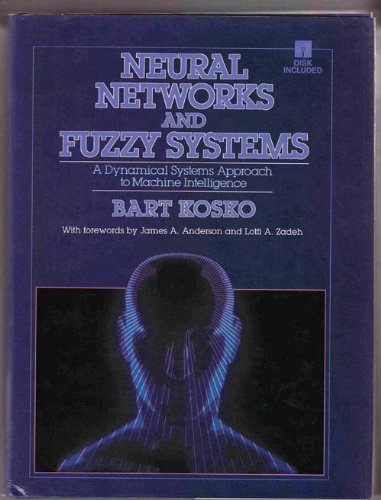 DISK
INCLUDED
NEURAL
NETWORKS
AND
FUZZY SYSTEMS
A Dynamical Systems Approach
to Machine Intelligence
BART KOSKO
With forewords by James A. Anderson and Lotfi A. Zadeh